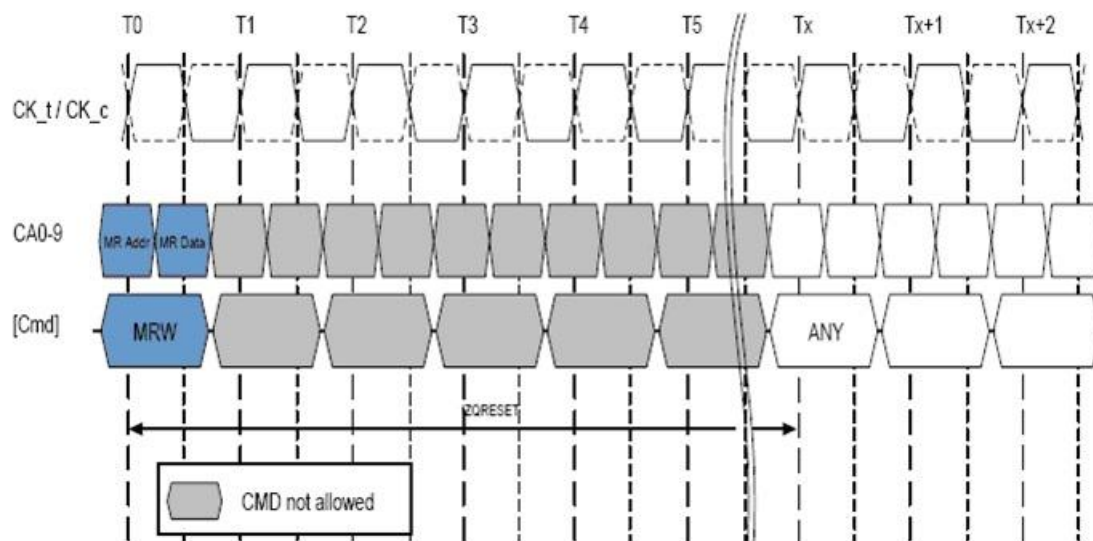 T0 T1 T2 T3 T4 T5 Tx Tx+1 Tx+2
CK_t / CK_c
CA0-9 MR Addr MR Data
[Cmd] MRW ANY
ZQRESET
CMD not allowed